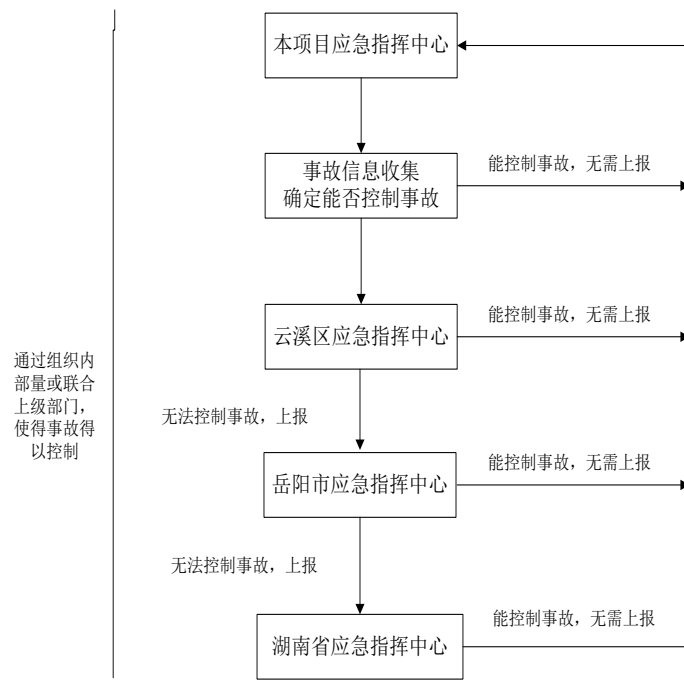 本项目应急指挥中心
事故信息收集
确定能否控制事故
能控制事故，无需上报
云溪区应急指挥中心
能控制事故，无需上报
通过组织内
部量或联合
上级部门，
使得事故得
以控制
无法控制事故，上报
岳阳市应急指挥中心
能控制事故，无需上报
无法控制事故，上报
湖南省应急指挥中心
能控制事故，无需上报